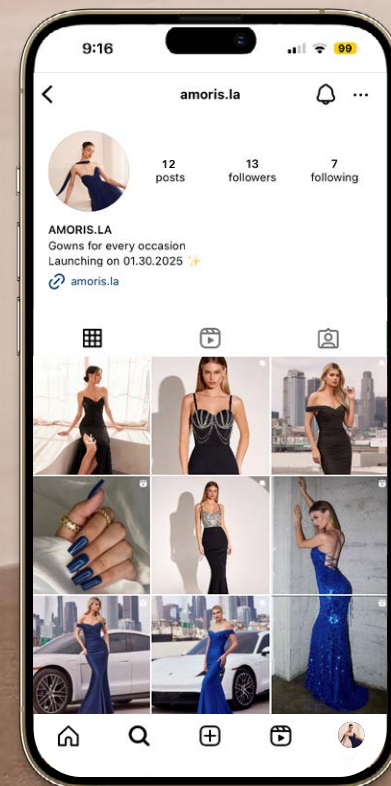 9:16
99
amoris.la
12 13 7
posts followers following
AMORIS.LA
Gowns for every occasion
Launching on 01.30.2025 ✨
amoris.la